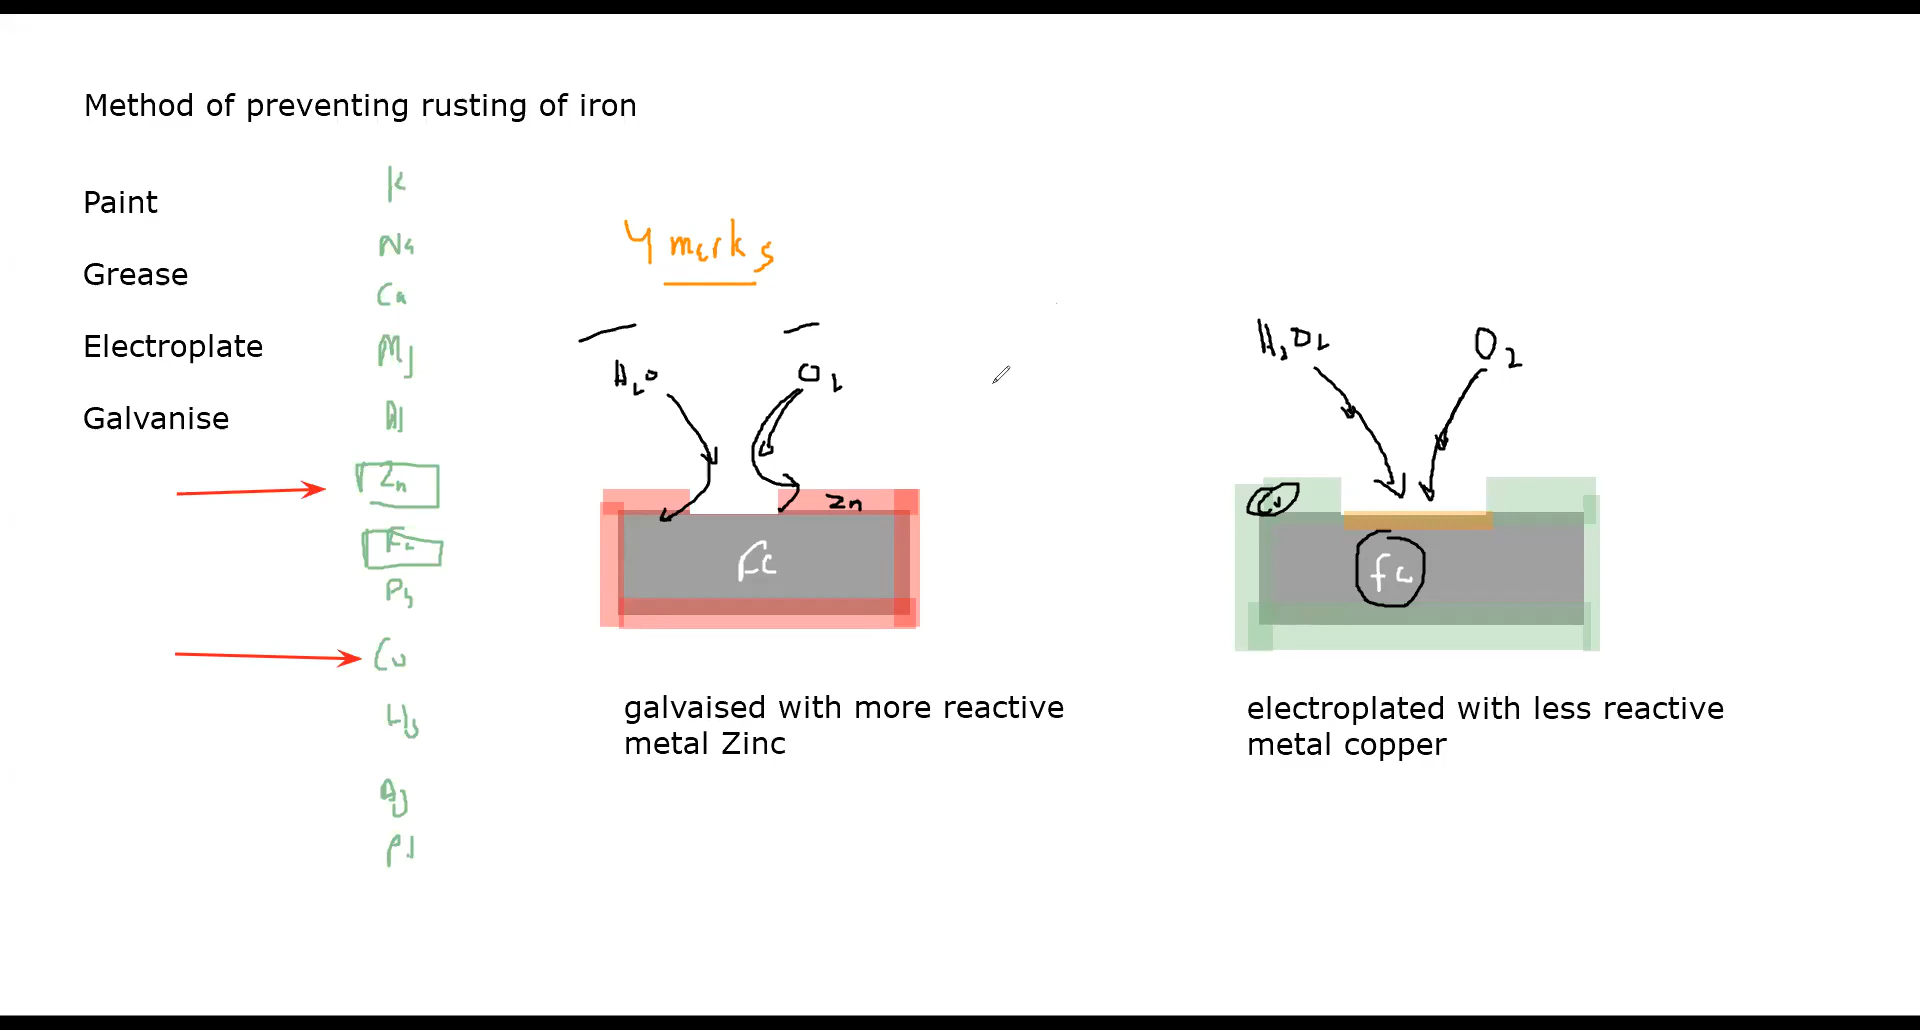 Method of preventing rusting of iron
Paint
Grease
Electroplate
Galvanise
K
Na
Ca
Mg
Al
Zn
Fe
Pb
Cu
Hg
Ag
Pt
4 marks
H2O
O2
Zn
Fe
galvaised with more reactive
metal Zinc
H2O2
O2
Cu
Fe
electroplated with less reactive
metal copper